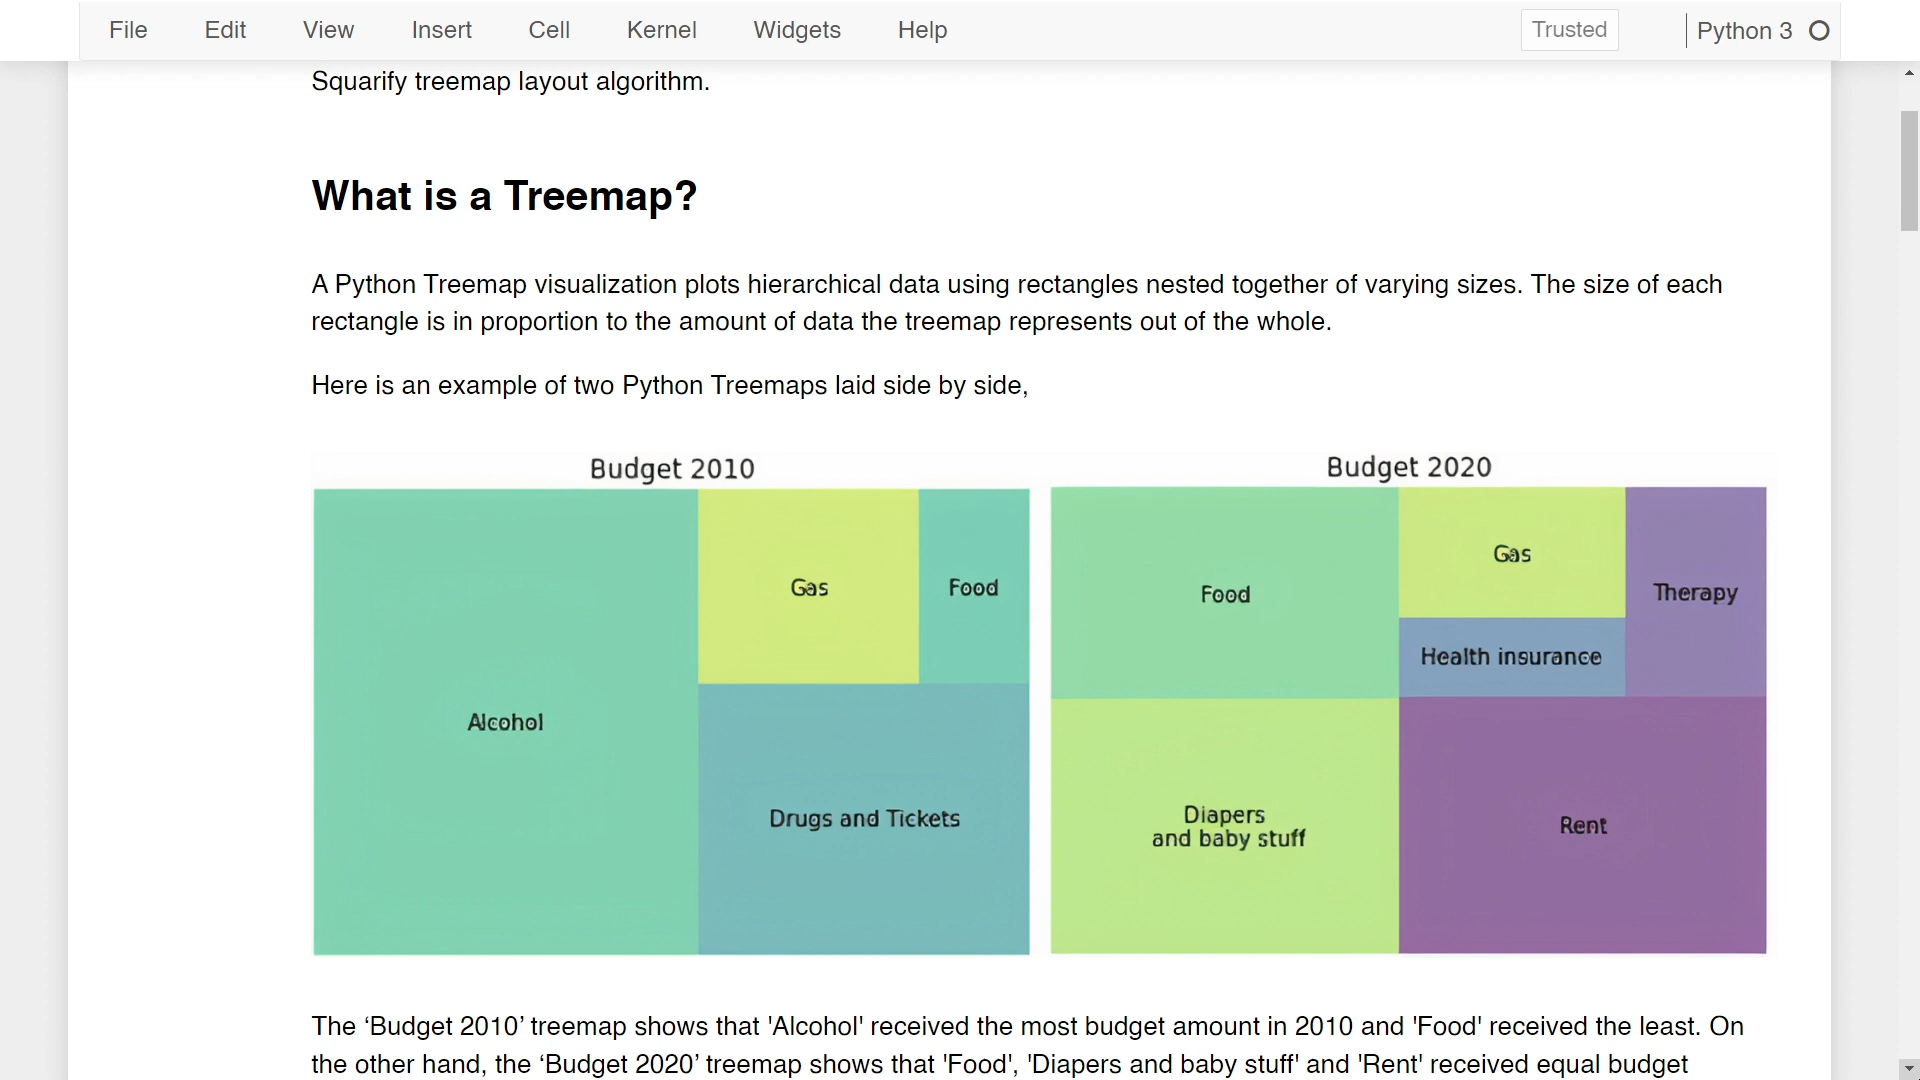 File Edit View Insert Cell Kernel Widgets Help Trusted Python 3
Squarify treemap layout algorithm.
What is a Treemap?
A Python Treemap visualization plots hierarchical data using rectangles nested together of varying sizes. The size of each
rectangle is in proportion to the amount of data the treemap represents out of the whole.
Here is an example of two Python Treemaps laid side by side,
Budget 2010
Alcohol
Gas
Food
Drugs and Tickets
Budget 2020
Food
Gas
Therapy
Health insurance
Diapers
and baby stuff
Rent
The ‘Budget 2010’ treemap shows that 'Alcohol' received the most budget amount in 2010 and 'Food' received the least. On
the other hand, the ‘Budget 2020’ treemap shows that 'Food', 'Diapers and baby stuff' and 'Rent' received equal budget